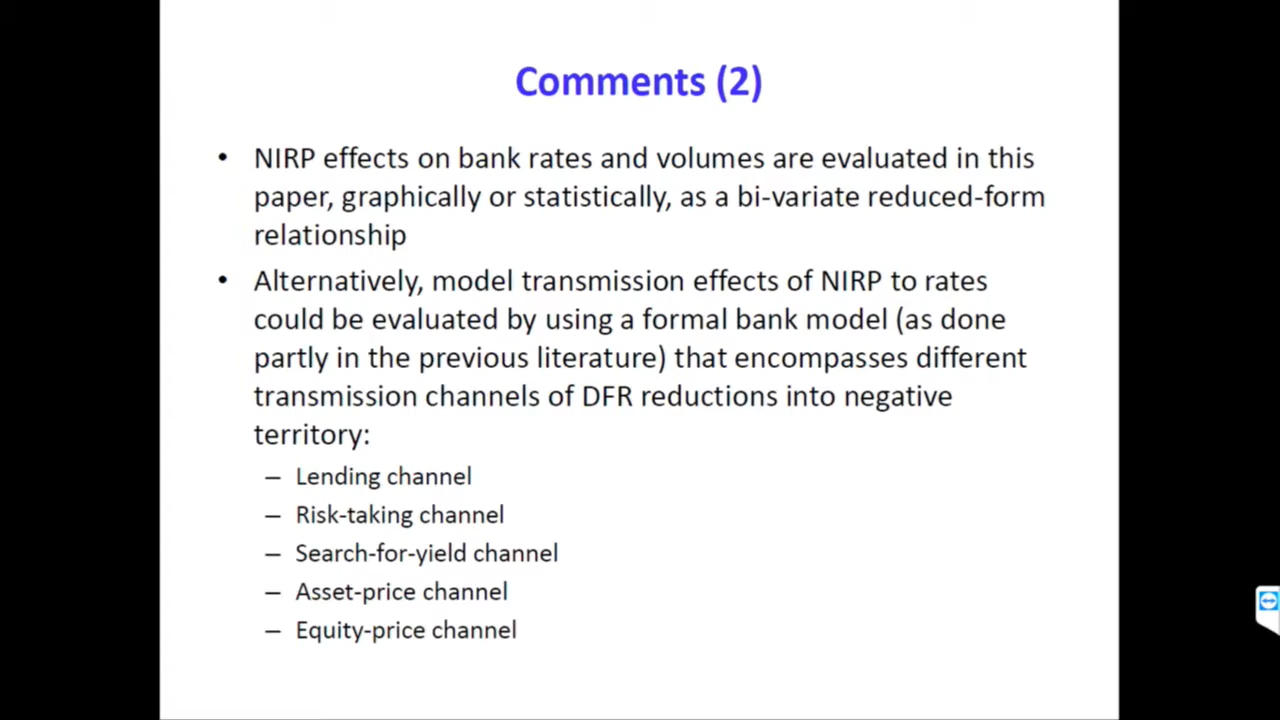 Comments (2)
• NIRP effects on bank rates and volumes are evaluated in this
paper, graphically or statistically, as a bi-variate reduced-form
relationship
• Alternatively, model transmission effects of NIRP to rates
could be evaluated by using a formal bank model (as done
partly in the previous literature) that encompasses different
transmission channels of DFR reductions into negative
territory:
– Lending channel
– Risk-taking channel
– Search-for-yield channel
– Asset-price channel
– Equity-price channel